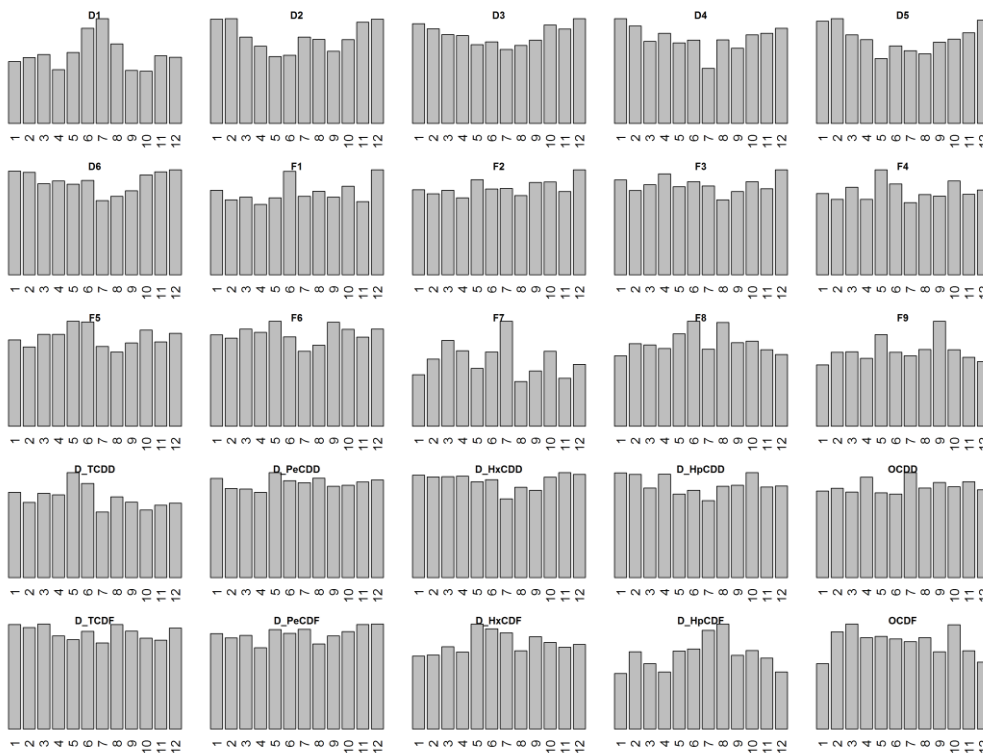 D1 D2 D3 D4 D5
1 2 3 4 5 6 7 8 9 10 11 12 1 2 3 4 5 6 7 8 9 10 11 12 1 2 3 4 5 6 7 8 9 10 11 12 1 2 3 4 5 6 7 8 9 10 11 12 1 2 3 4 5 6 7 8 9 10 11 12
D6 F1 F2 F3 F4
1 2 3 4 5 6 7 8 9 10 11 12 1 2 3 4 5 6 7 8 9 10 11 12 1 2 3 4 5 6 7 8 9 10 11 12 1 2 3 4 5 6 7 8 9 10 11 12 1 2 3 4 5 6 7 8 9 10 11 12
F5 F6 F7 F8 F9
1 2 3 4 5 6 7 8 9 10 11 12 1 2 3 4 5 6 7 8 9 10 11 12 1 2 3 4 5 6 7 8 9 10 11 12 1 2 3 4 5 6 7 8 9 10 11 12 1 2 3 4 5 6 7 8 9 10 11 12
D_TCDD D_PeCDD D_HxCDD D_HpCDD OCDD
1 2 3 4 5 6 7 8 9 10 11 12 1 2 3 4 5 6 7 8 9 10 11 12 1 2 3 4 5 6 7 8 9 10 11 12 1 2 3 4 5 6 7 8 9 10 11 12 1 2 3 4 5 6 7 8 9 10 11 12
D_TCDF D_PeCDF D_HxCDF D_HpCDF OCDF
1 2 3 4 5 6 7 8 9 10 11 12 1 2 3 4 5 6 7 8 9 10 11 12 1 2 3 4 5 6 7 8 9 10 11 12 1 2 3 4 5 6 7 8 9 10 11 12 1 2 3 4 5 6 7 8 9 10 11 12